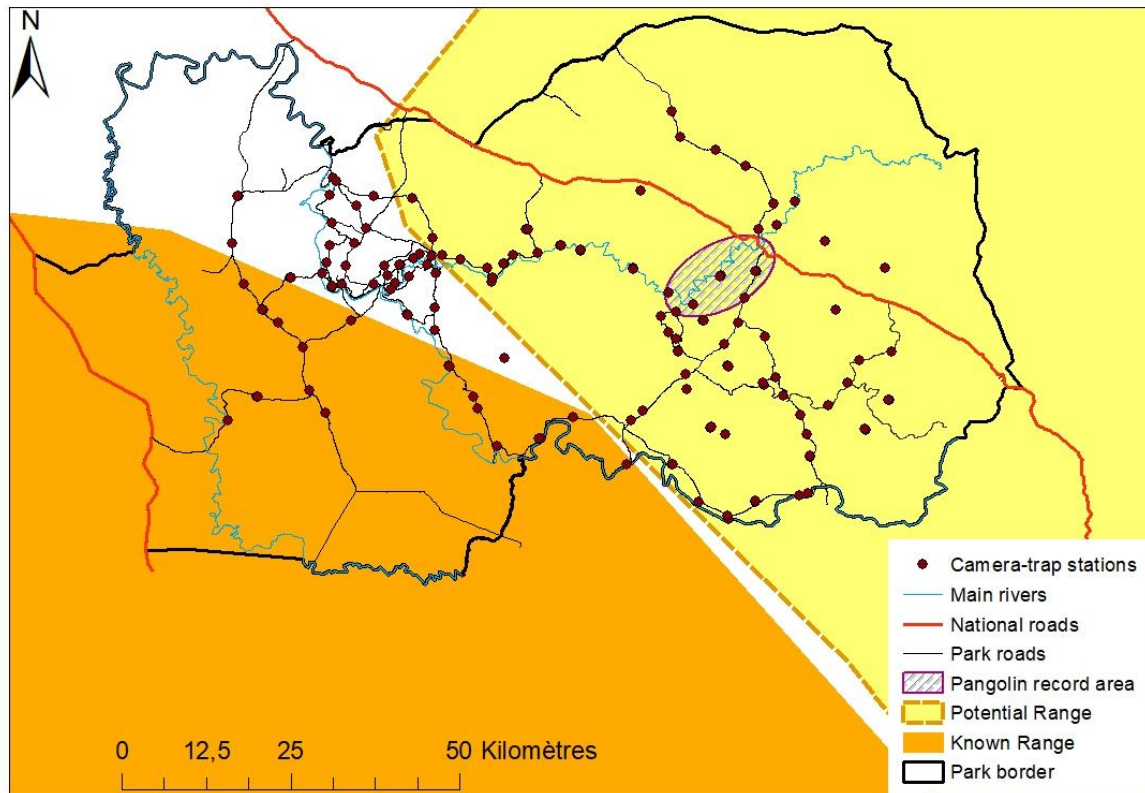 N
Camera-trap stations
Main rivers
National roads
Park roads
Pangolin record area
Potential Range
Known Range
Park border
0 12,5 25 50 Kilomètres